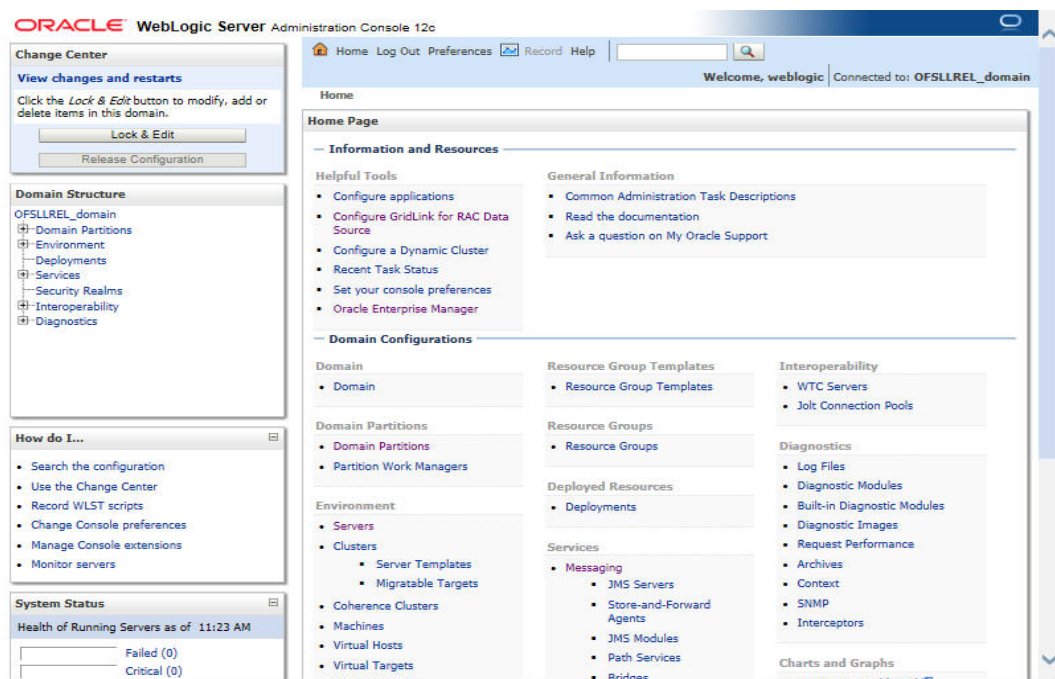 ORACLE WebLogic Server Administration Console 12c
Change Center
View changes and restarts
Click the Lock & Edit button to modify, add or
delete items in this domain.
Lock & Edit
Release Configuration
Domain Structure
OFSLLREL_domain
Domain Partitions
Environment
Deployments
Services
Security Realms
Interoperability
Diagnostics
How do I...
Search the configuration
Use the Change Center
Record WLST scripts
Change Console preferences
Manage Console extensions
Monitor servers
System Status
Health of Running Servers as of 11:23 AM
Failed (0)
Critical (0)
Home Log Out Preferences Record Help
Welcome, weblogic Connected to: OFSLLREL_domain
Home
Home Page
Information and Resources
Helpful Tools
Configure applications
Configure GridLink for RAC Data
Source
Configure a Dynamic Cluster
Recent Task Status
Set your console preferences
Oracle Enterprise Manager
General Information
Common Administration Task Descriptions
Read the documentation
Ask a question on My Oracle Support
Domain Configurations
Domain
Domain
Domain Partitions
Domain Partitions
Partition Work Managers
Environment
Servers
Clusters
Server Templates
Migratable Targets
Coherence Clusters
Machines
Virtual Hosts
Virtual Targets
Resource Group Templates
Resource Group Templates
Resource Groups
Resource Groups
Deployed Resources
Deployments
Services
Messaging
JMS Servers
Store-and-Forward
Agents
JMS Modules
Path Services
Bridges
Interoperability
WTC Servers
Jolt Connection Pools
Diagnostics
Log Files
Diagnostic Modules
Built-in Diagnostic Modules
Diagnostic Images
Request Performance
Archives
Context
SNMP
Interceptors
Charts and Graphs